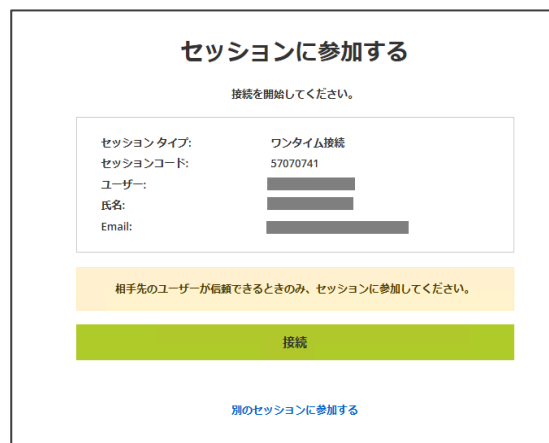 セッションに参加する
接続を開始してください。
セッション タイプ: ワンタイム接続
セッションコード: 57070741
ユーザー:
氏名:
Email:
相手先のユーザーが信頼できるときのみ、セッションに参加してください。
接続
別のセッションに参加する